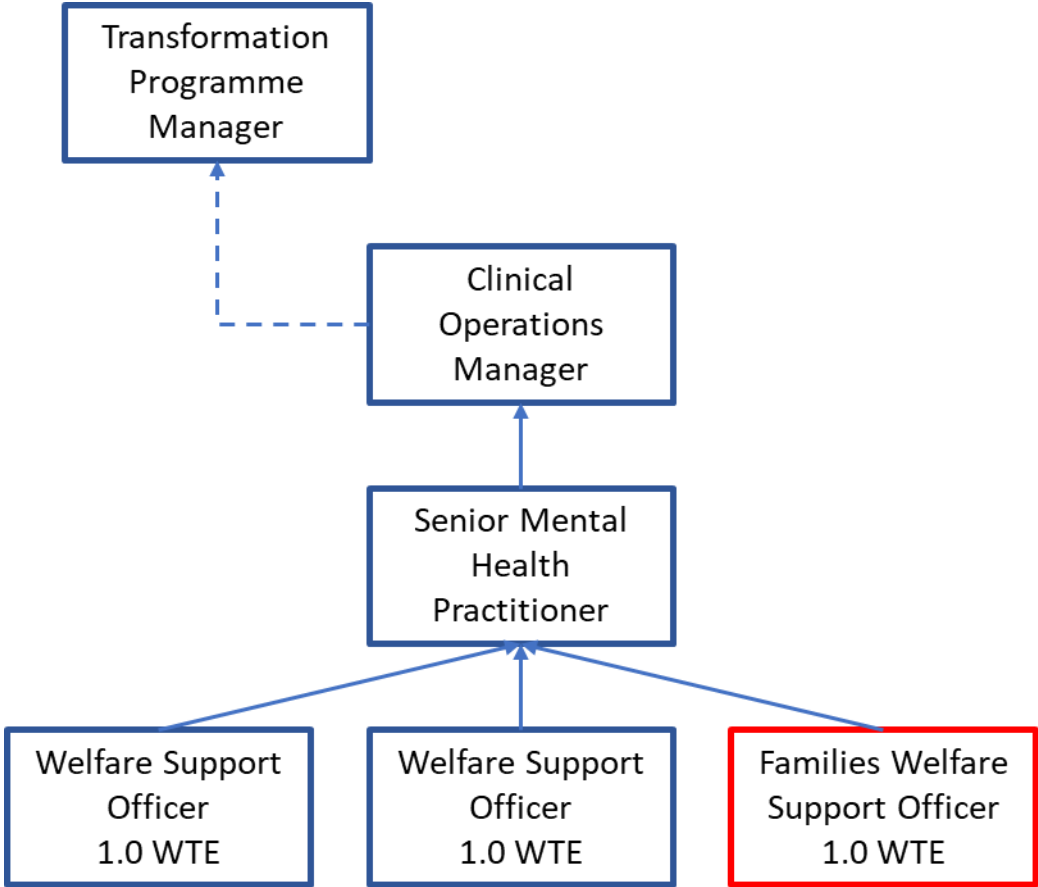 Transformation
Programme
Manager
Clinical
Operations
Manager
Senior Mental
Health
Practitioner
Welfare Support
Officer
1.0 WTE
Welfare Support
Officer
1.0 WTE
Families Welfare
Support Officer
1.0 WTE